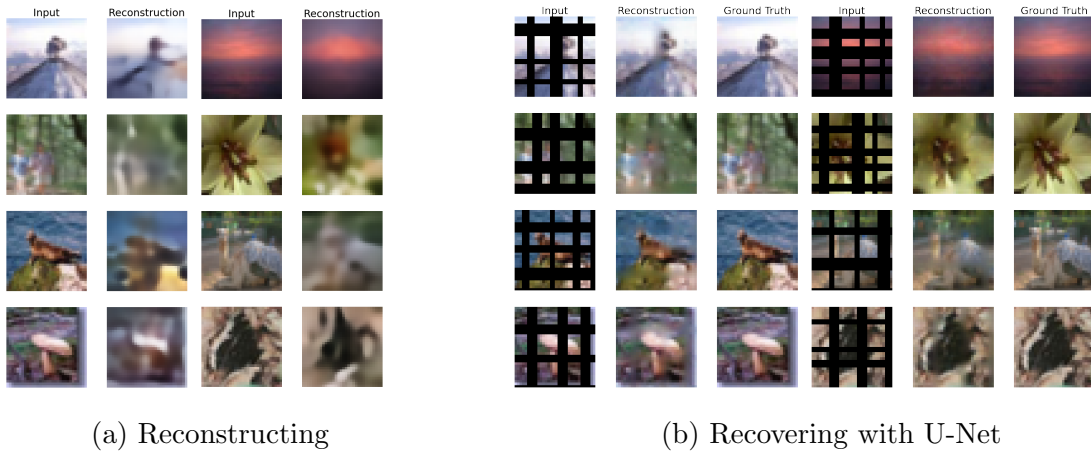 Input Reconstruction Input Reconstruction
Input Reconstruction Ground Truth Input Reconstruction Ground Truth
(a) Reconstructing
(b) Recovering with U-Net